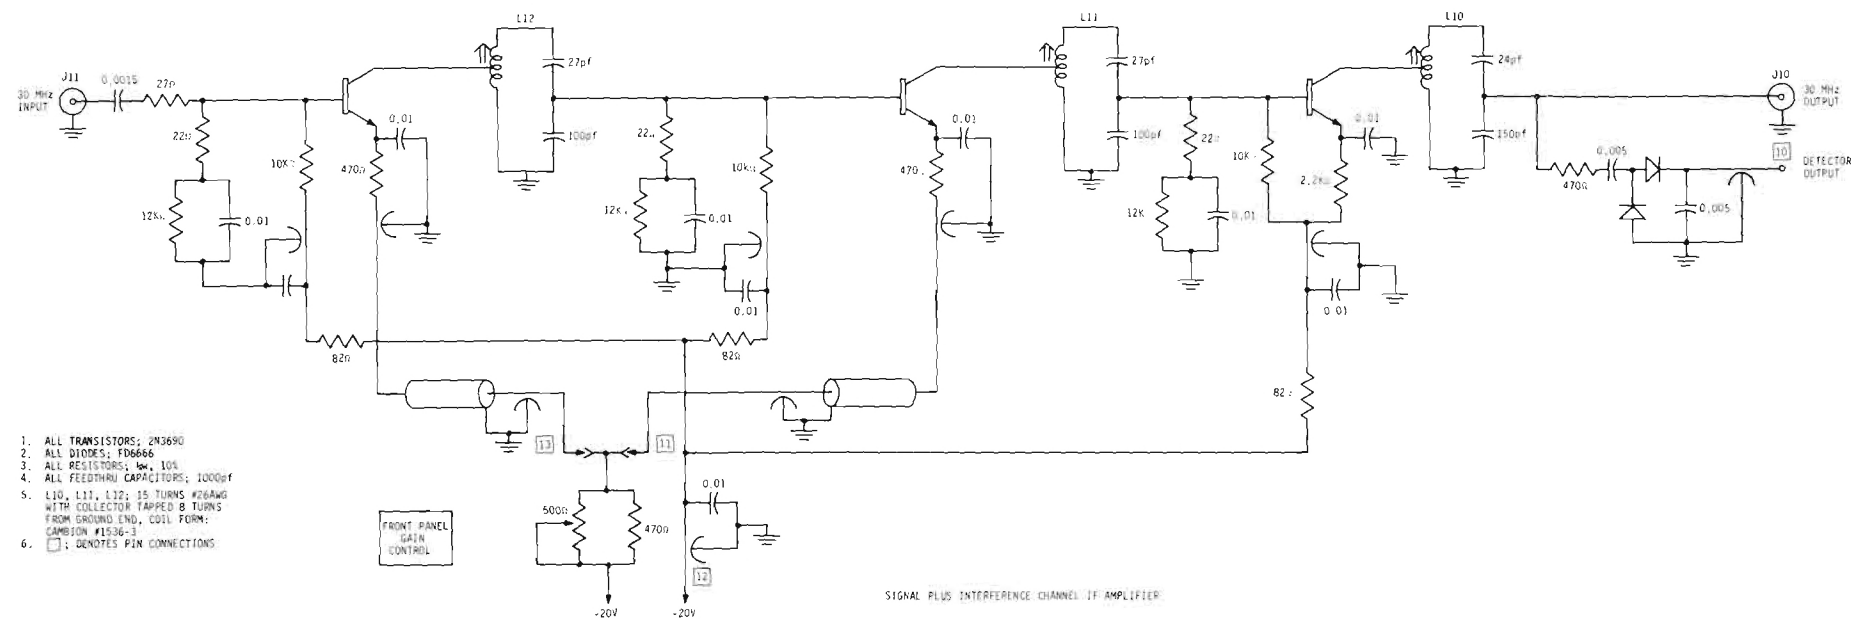 L12
L11
L10
J11
0.0015
22Ω
30 MHz
INPUT
27pf
27pf
24pf
J10
30 MHz
OUTPUT
22Ω
0.01
22Ω
0.01
22Ω
0.01
100pf
100pf
150pf
10KΩ
470Ω
10kΩ
470Ω
10K
2.2KΩ
0.005
10
DETECTOR
OUTPUT
470Ω
12KΩ
0.01
12KΩ
0.01
12K
0.01
0.005
0.01
0.01
82Ω
82Ω
82Ω
13
11
1. ALL TRANSISTORS; 2N3690
2. ALL DIODES; FD6666
3. ALL RESISTORS; ¼W, 10%
4. ALL FEEDTHRU CAPACITORS; 1000pf
5. L10, L11, L12; 15 TURNS #26AWG
WITH COLLECTOR TAPPED 8 TURNS
FROM GROUND END, COIL FORM:
CAMBION #1536-3
6. ; DENOTES PIN CONNECTIONS
FRONT PANEL
GAIN
CONTROL
500Ω
470Ω
0.01
12
-20V
-20V
SIGNAL PLUS INTERFERENCE CHANNEL IF AMPLIFIER